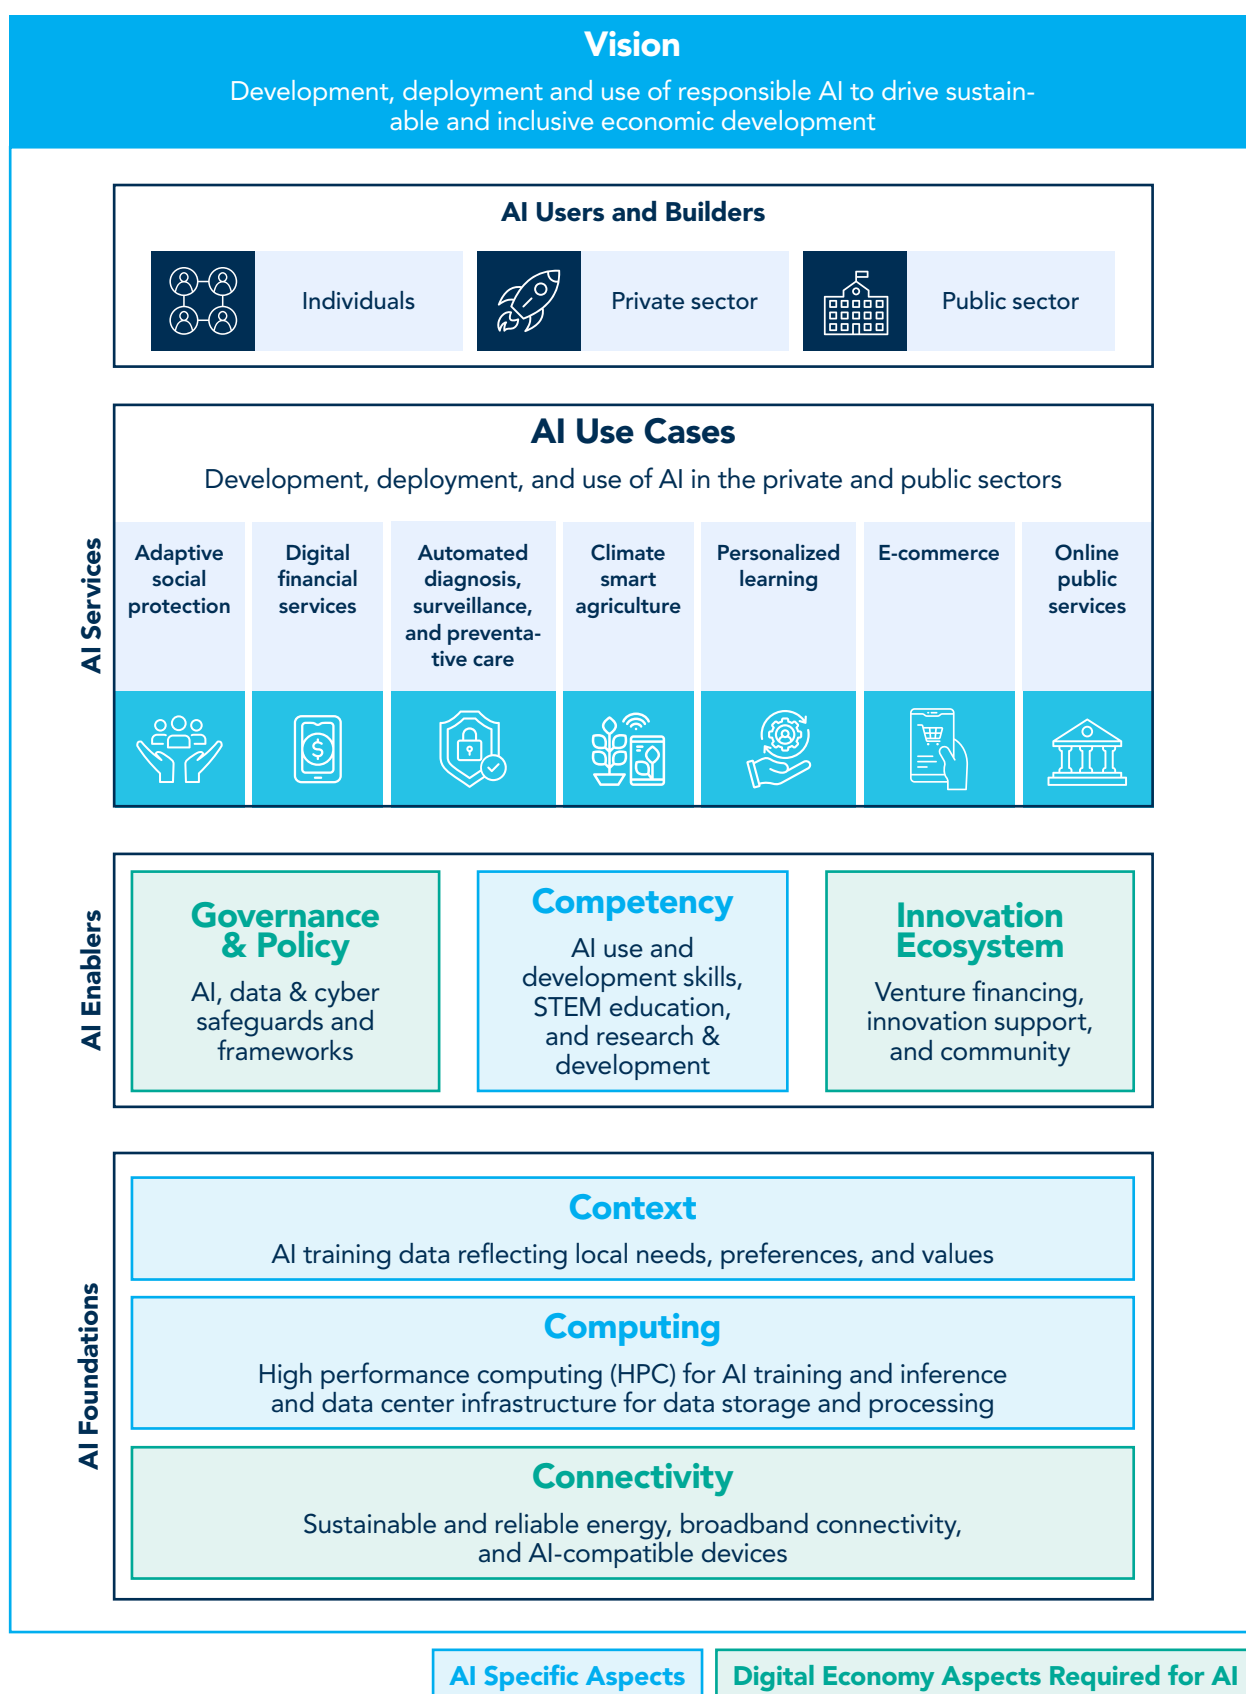 Vision
Development, deployment and use of responsible AI to drive sustain-
able and inclusive economic development
AI Users and Builders
Individuals
Private sector
Public sector
AI Services
AI Use Cases
Development, deployment, and use of AI in the private and public sectors
Adaptive
social
protection
Digital
financial
services
Automated
diagnosis,
surveillance,
and preventa-
tive care
Climate
smart
agriculture
Personalized
learning
E-commerce
Online
public
services
$
AI Enablers
Governance
& Policy
AI, data & cyber
safeguards and
frameworks
Competency
AI use and
development skills,
STEM education,
and research &
development
Innovation
Ecosystem
Venture financing,
innovation support,
and community
AI Foundations
Context
AI training data reflecting local needs, preferences, and values
Computing
High performance computing (HPC) for AI training and inference
and data center infrastructure for data storage and processing
Connectivity
Sustainable and reliable energy, broadband connectivity,
and AI-compatible devices
AI Specific Aspects
Digital Economy Aspects Required for AI